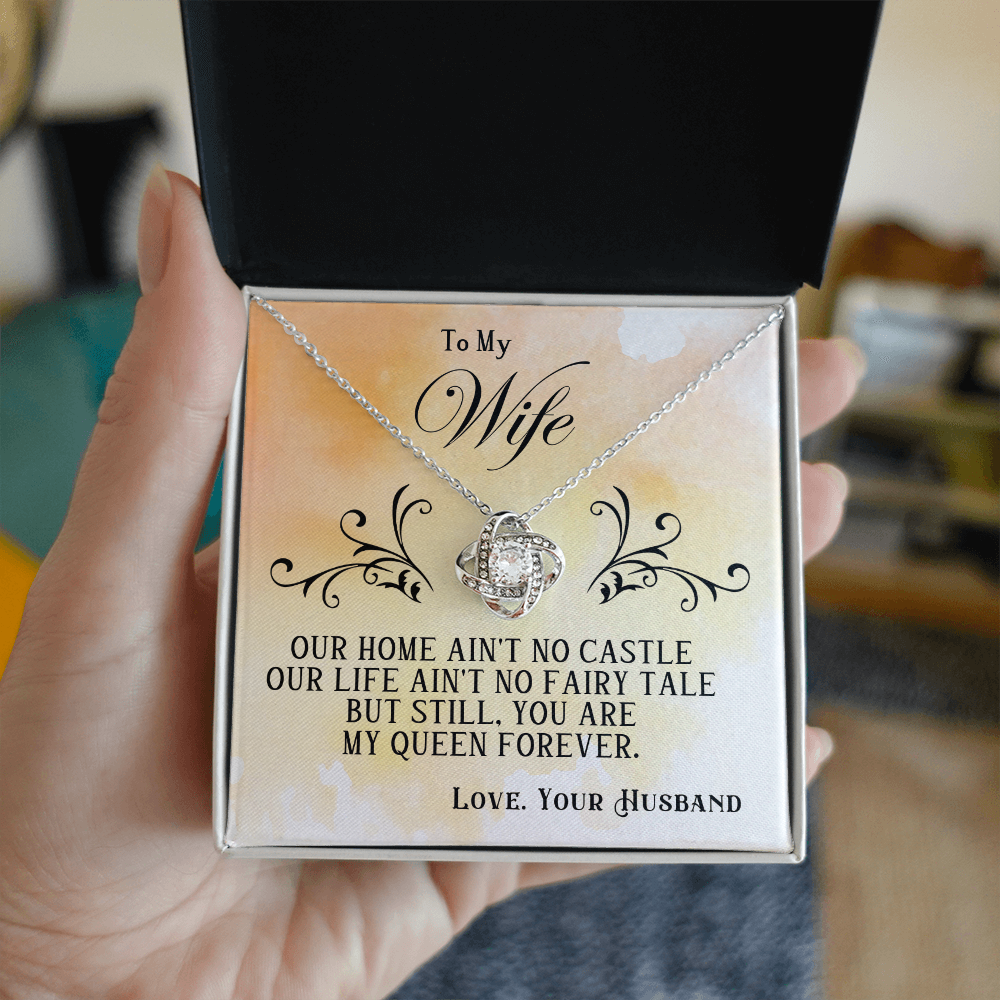 To My
Wife
OUR HOME AIN'T NO CASTLE
OUR LIFE AIN'T NO FAIRY TALE
BUT STILL, YOU ARE
MY QUEEN FOREVER.
LOVE. YOUR HUSBAND